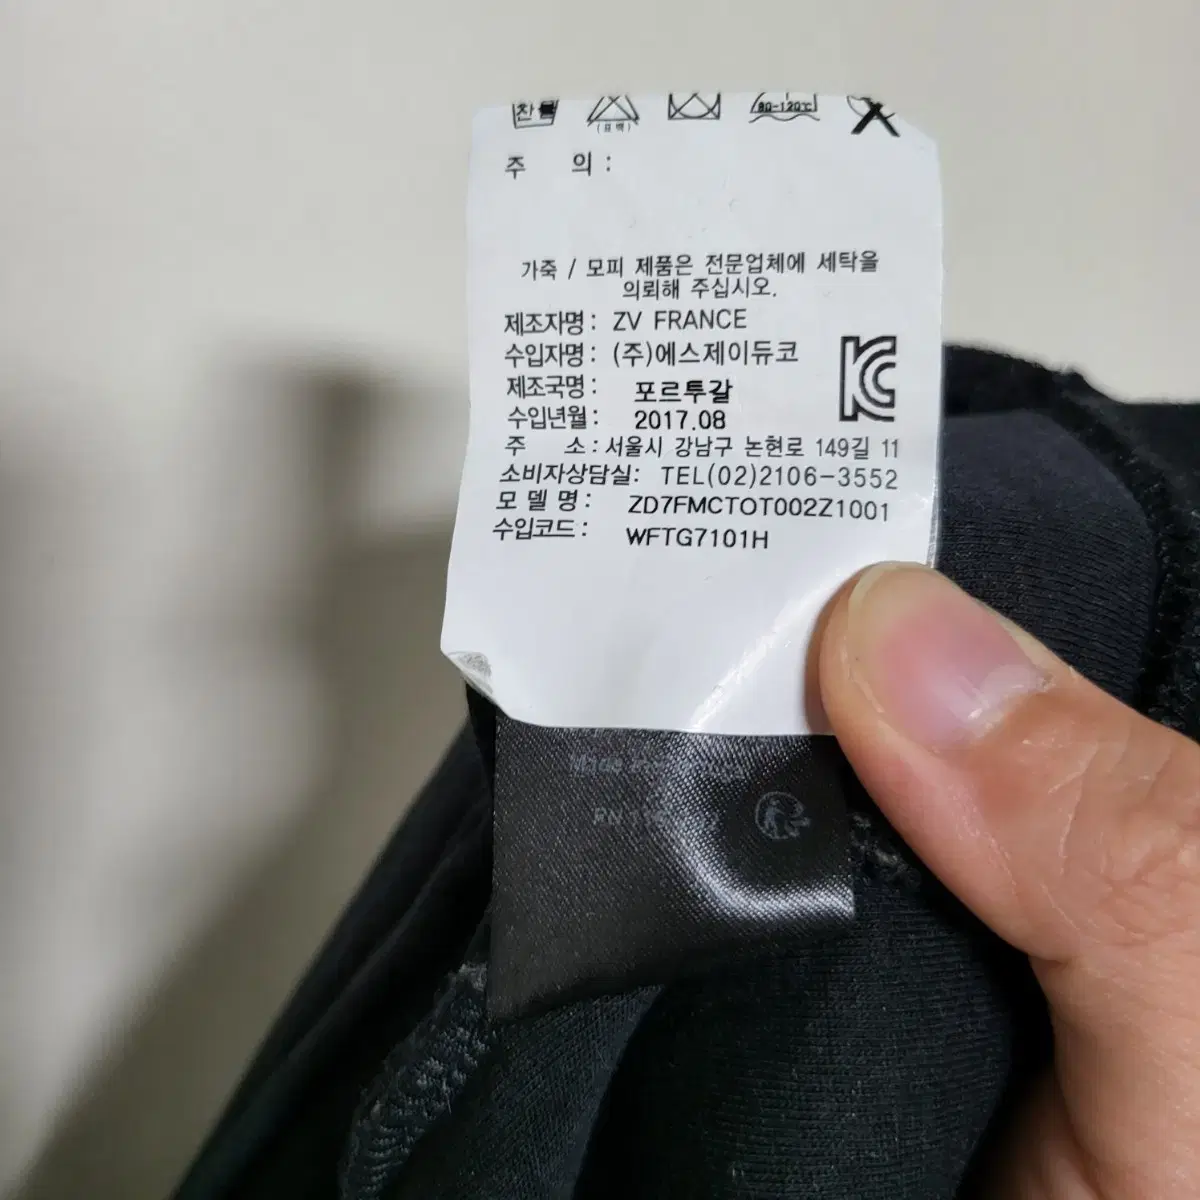 찬물
(표백)
80-120℃
주 의 :
가죽 / 모피 제품은 전문업체에 세탁을
의뢰해 주십시오.
제조자명 : ZV FRANCE
수입자명 : (주)에스제이듀코
제조국명 : 포르투갈
수입년월 : 2017.08
주 소 : 서울시 강남구 논현로 149길 11
소비자상담실: TEL(02)2106-3552
모 델 명 : ZD7FMCTOT002Z1001
수입코드 : WFTG7101H
Made
RN